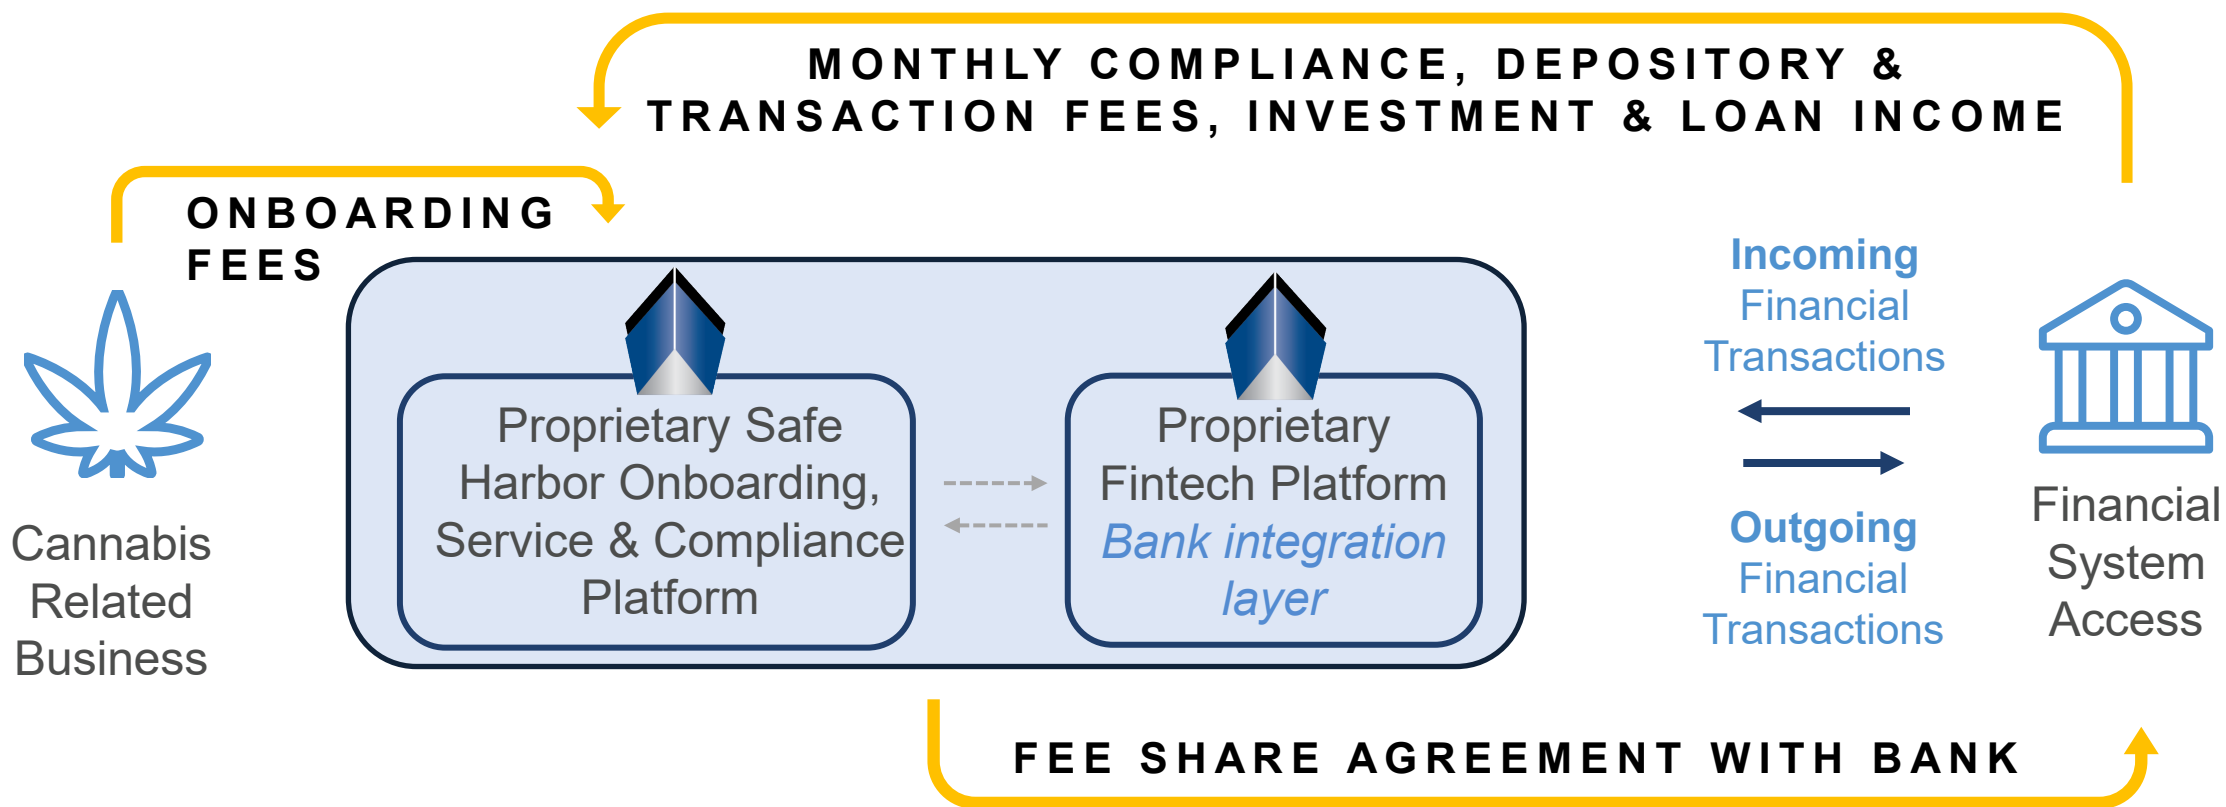 MONTHLY COMPLIANCE, DEPOSITORY &
TRANSACTION FEES, INVESTMENT & LOAN INCOME
ONBOARDING
FEES
Cannabis
Related
Business
Proprietary Safe
Harbor Onboarding,
Service & Compliance
Platform
Proprietary
Fintech Platform
Bank integration
layer
Incoming
Financial
Transactions
Outgoing
Financial
Transactions
Financial
System
Access
FEE SHARE AGREEMENT WITH BANK